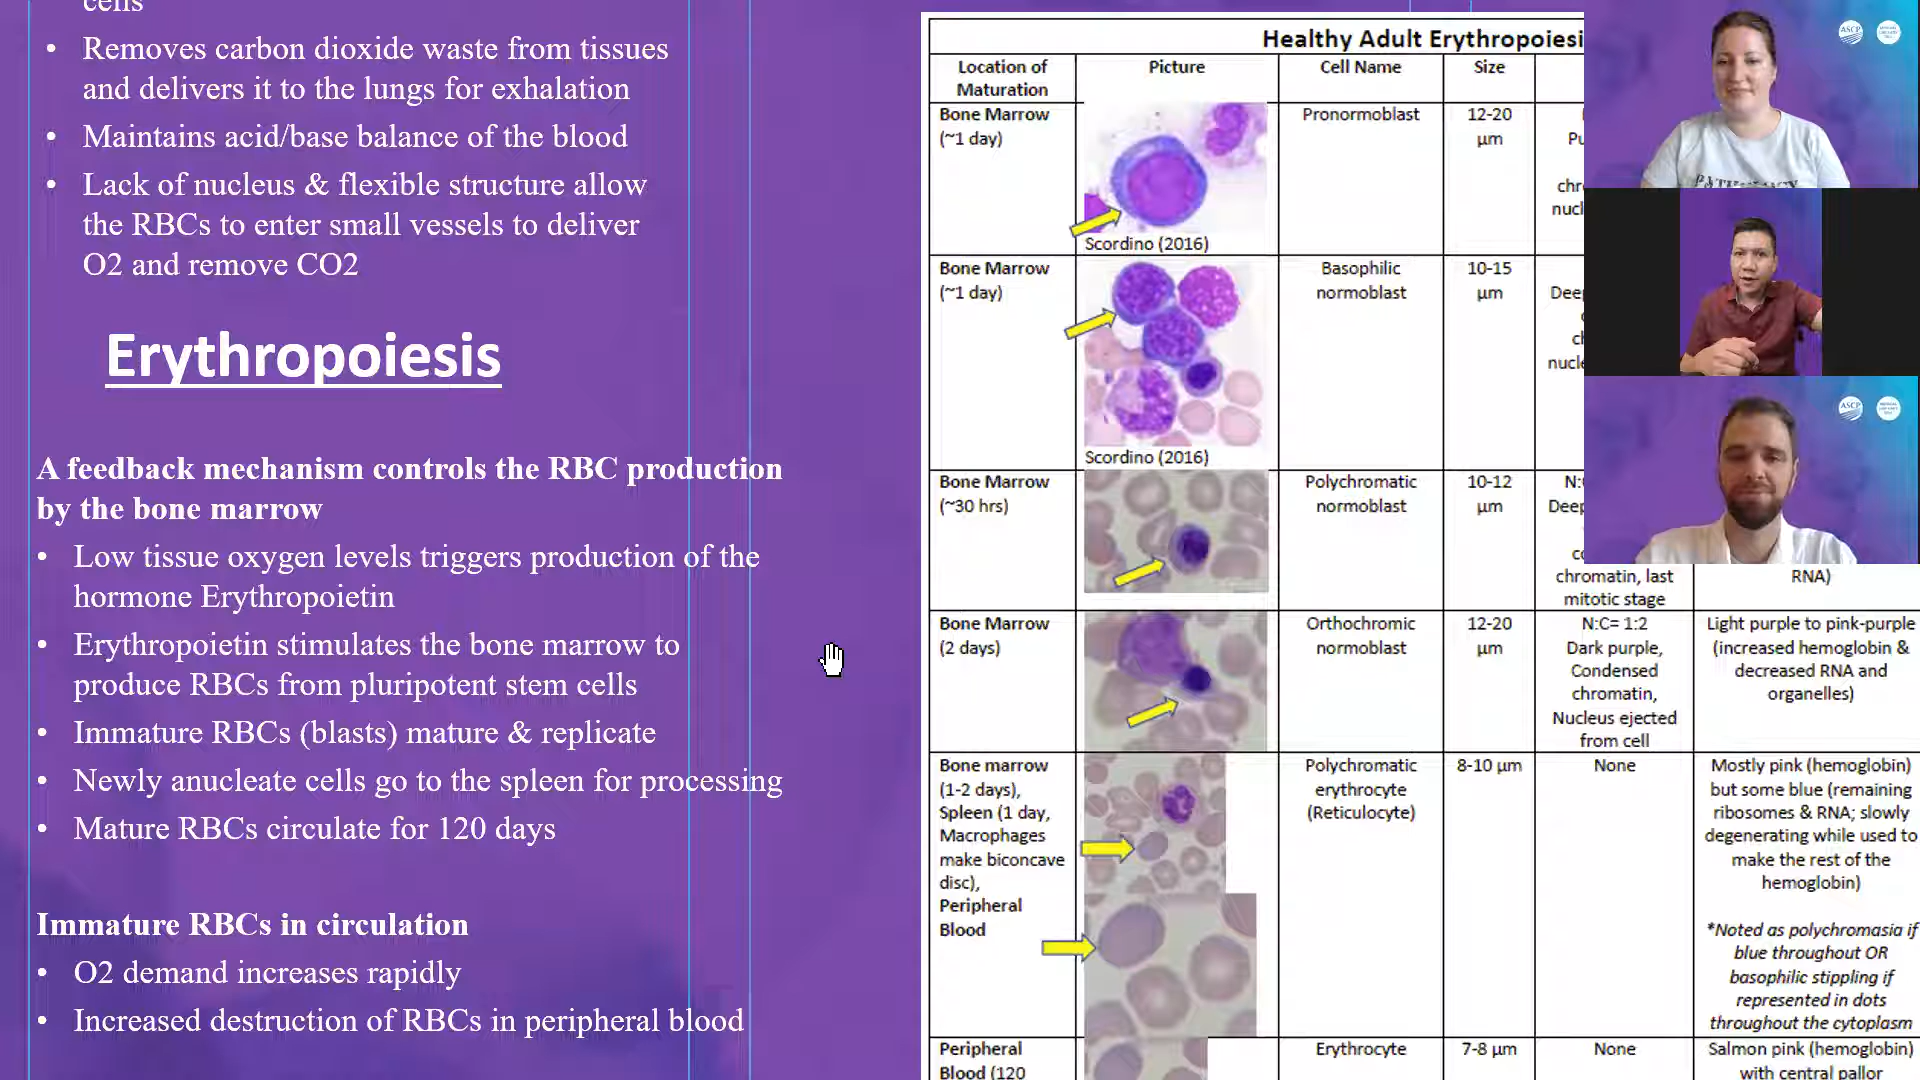 cells
• Removes carbon dioxide waste from tissues
and delivers it to the lungs for exhalation
• Maintains acid/base balance of the blood
• Lack of nucleus & flexible structure allow
the RBCs to enter small vessels to deliver
O2 and remove CO2
Erythropoiesis
A feedback mechanism controls the RBC production
by the bone marrow
• Low tissue oxygen levels triggers production of the
hormone Erythropoietin
• Erythropoietin stimulates the bone marrow to
produce RBCs from pluripotent stem cells
• Immature RBCs (blasts) mature & replicate
• Newly anucleate cells go to the spleen for processing
• Mature RBCs circulate for 120 days
Immature RBCs in circulation
• O2 demand increases rapidly
• Increased destruction of RBCs in peripheral blood
Healthy Adult Erythropoiesi
Location of
Maturation
Picture
Cell Name
Size
Bone Marrow
(~1 day)
Scordino (2016)
Pronormoblast
12-20
µm
Bone Marrow
(~1 day)
Scordino (2016)
Basophilic
normoblast
10-15
µm
Deep
Bone Marrow
(~30 hrs)
Polychromatic
normoblast
10-12
µm
Deep
chromatin, last
mitotic stage
RNA)
Bone Marrow
(2 days)
Orthochromic
normoblast
12-20
µm
N:C= 1:2
Dark purple,
Condensed
chromatin,
Nucleus ejected
from cell
Light purple to pink-purple
(increased hemoglobin &
decreased RNA and
organelles)
Bone marrow
(1-2 days),
Spleen (1 day,
Macrophages
make biconcave
disc),
Peripheral
Blood
Polychromatic
erythrocyte
(Reticulocyte)
8-10 µm
None
Mostly pink (hemoglobin)
but some blue (remaining
ribosomes & RNA; slowly
degenerating while used to
make the rest of the
hemoglobin)
*Noted as polychromasia if
blue throughout OR
basophilic stippling if
represented in dots
throughout the cytoplasm
Peripheral
Blood (120
Erythrocyte
7-8 µm
None
Salmon pink (hemoglobin)
with central pallor
ASCP
ASCP